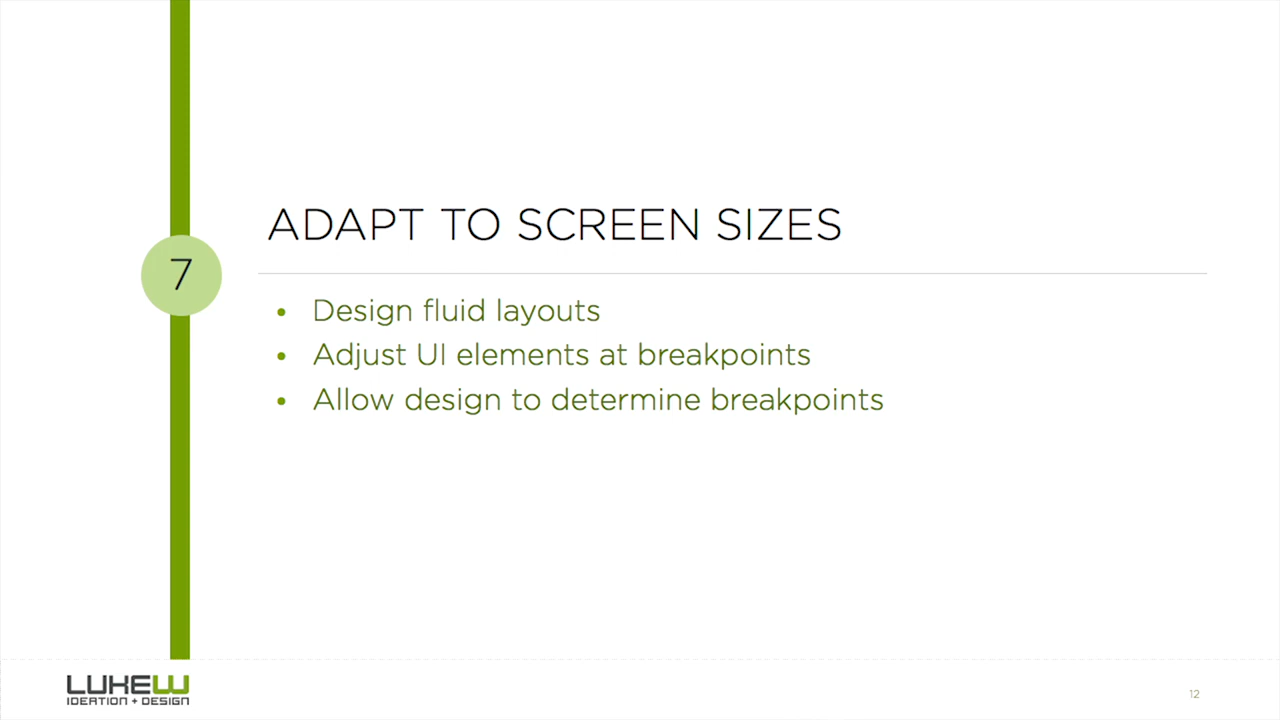 ADAPT TO SCREEN SIZES
7
• Design fluid layouts
• Adjust UI elements at breakpoints
• Allow design to determine breakpoints
LUKEW
IDEATION + DESIGN
12